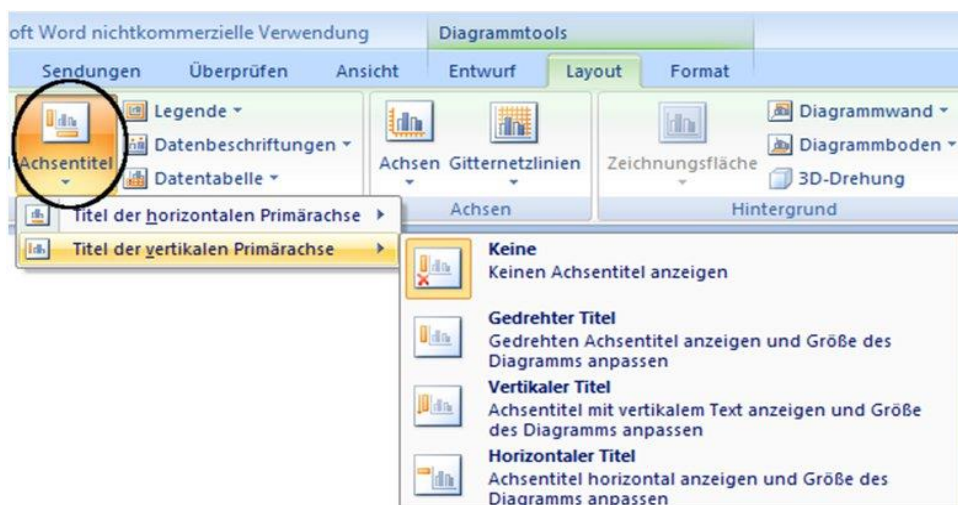 oft Word nichtkommerzielle Verwendung
Diagrammtools
Sendungen Überprüfen Ansicht Entwurf Layout Format
Achsentitel
Legende
Datenbeschriftungen
Datentabelle
Achsen Gitternetzlinien
Achsen
Zeichnungsfläche
Diagrammwand
Diagrammboden
3D-Drehung
Hintergrund
Titel der horizontalen Primärachse
Titel der vertikalen Primärachse
Keine
Keinen Achsentitel anzeigen
Gedrehter Titel
Gedrehten Achsentitel anzeigen und Größe des
Diagramms anpassen
Vertikaler Titel
Achsentitel mit vertikalem Text anzeigen und Größe
des Diagramms anpassen
Horizontaler Titel
Achsentitel horizontal anzeigen und Größe des
Diagramms anpassen